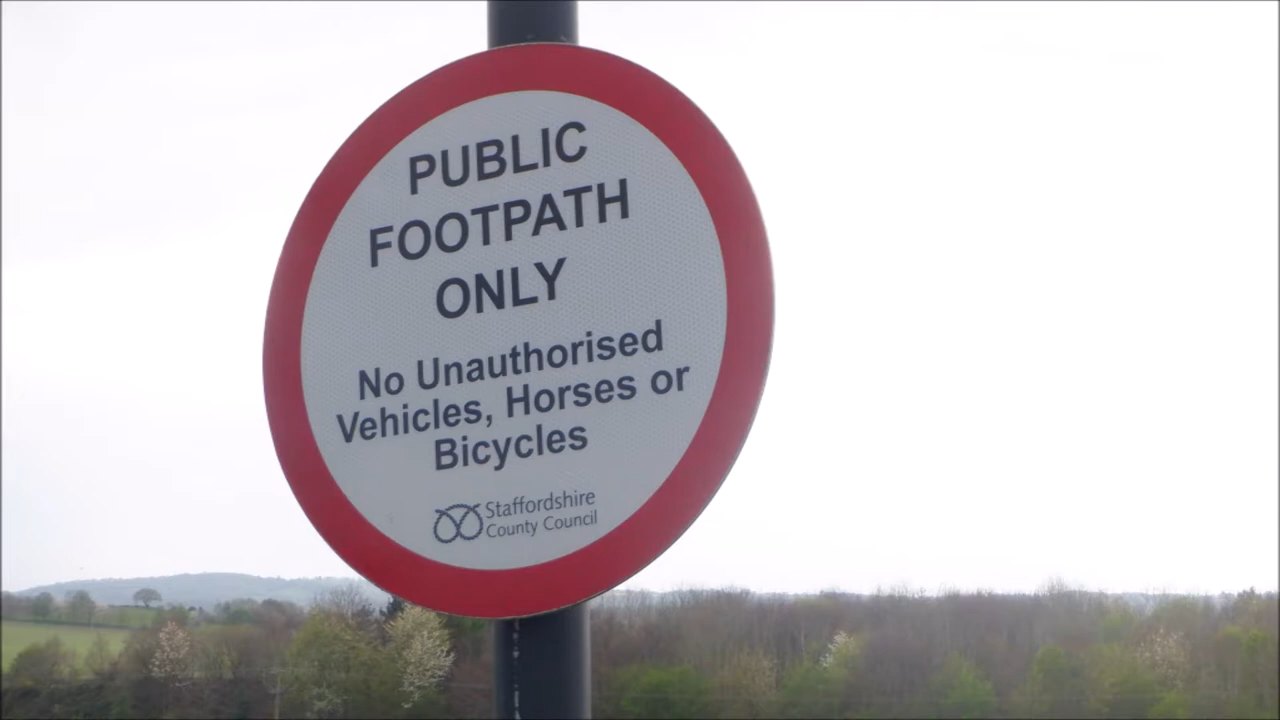 PUBLIC
FOOTPATH
ONLY
No Unauthorised
Vehicles, Horses or
Bicycles
Staffordshire
County Council